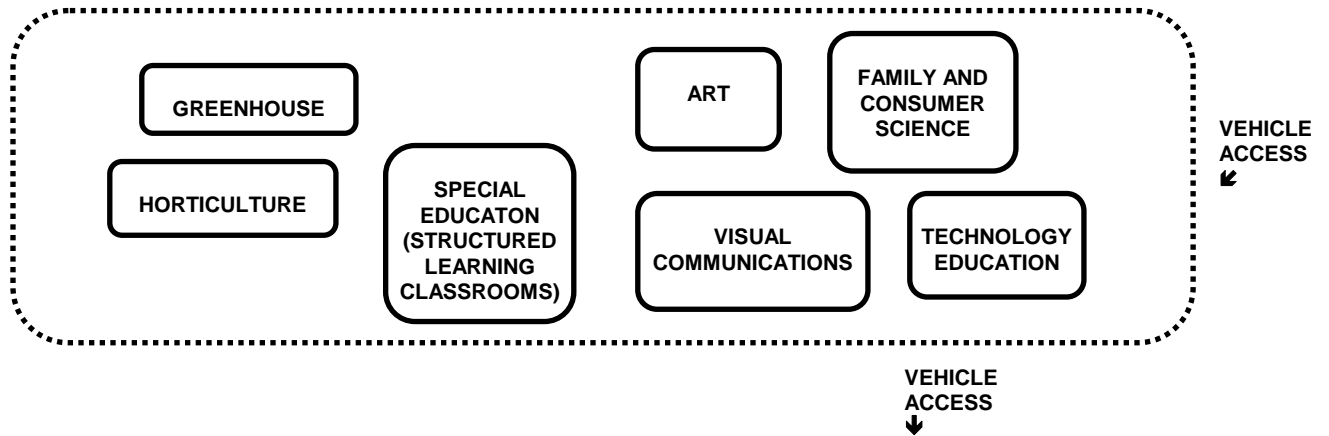 GREENHOUSE
HORTICULTURE
SPECIAL
EDUCATON
(STRUCTURED
LEARNING
CLASSROOMS)
ART
FAMILY AND
CONSUMER
SCIENCE
VISUAL
COMMUNICATIONS
TECHNOLOGY
EDUCATION
VEHICLE
ACCESS
VEHICLE
ACCESS